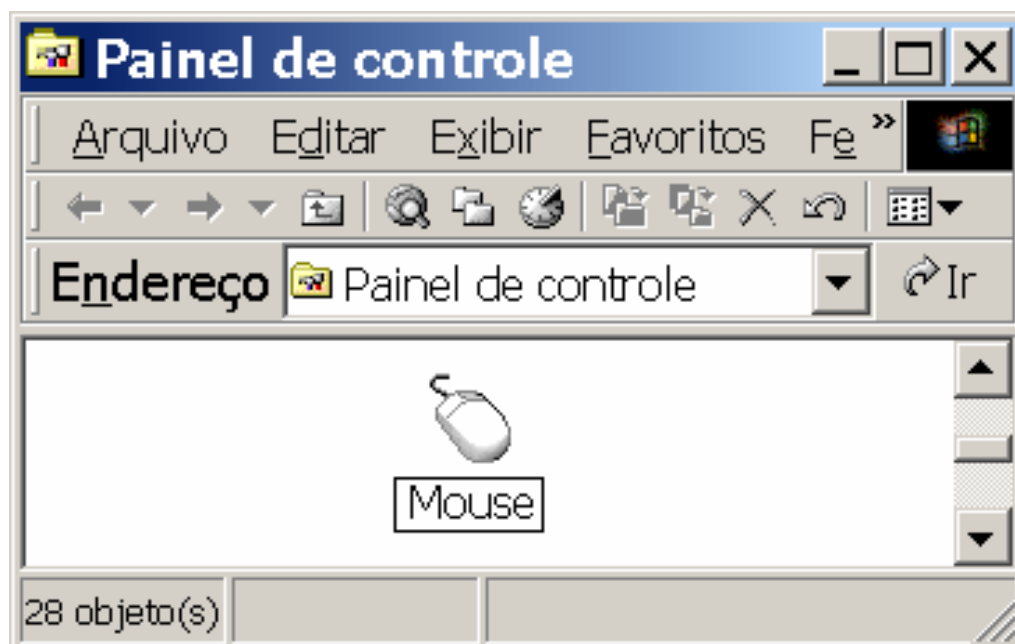 Painel de controle
Arquivo Editar Exibir Favoritos Fe »
Endereço Painel de controle Ir
Mouse
28 objeto(s)